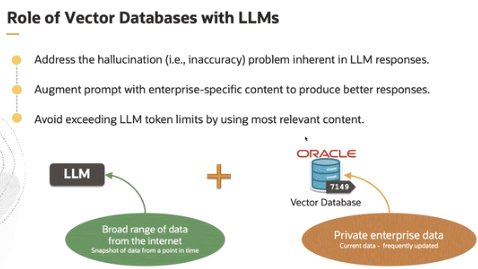 Role of Vector Databases with LLMs
Address the hallucination (i.e., inaccuracy) problem inherent in LLM responses.
Augment prompt with enterprise-specific content to produce better responses.
Avoid exceeding LLM token limits by using most relevant content.
LLM
+
ORACLE
7149
Vector Database
Broad range of data
from the internet
Snapshot of data from a point in time
Private enterprise data
Current data - frequently updated